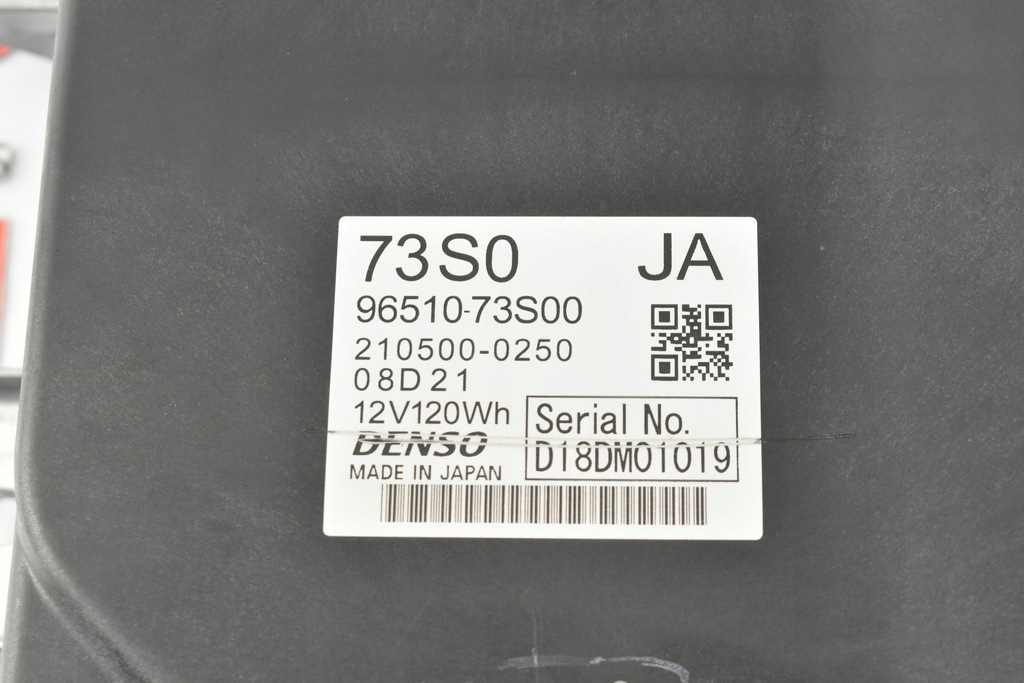 73S0 JA
96510-73S00
210500-0250
08D21
12V120Wh
DENSO
MADE IN JAPAN
Serial No.
D18DM01019